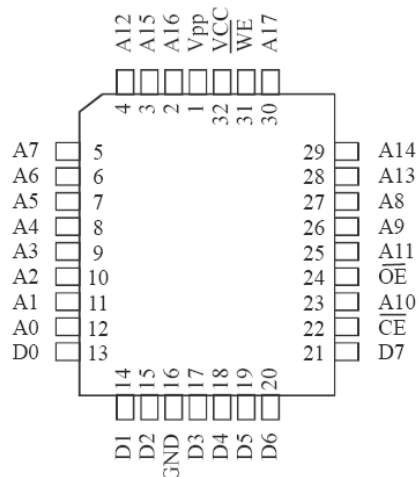 A12 A15 A16 Vpp VCC WE A17
4 3 2 1 32 31 30
A7 5 29 A14
A6 6 28 A13
A5 7 27 A8
A4 8 26 A9
A3 9 25 A11
A2 10 24 OE
A1 11 23 A10
A0 12 22 CE
D0 13 21 D7
14 15 16 17 18 19 20
D1 D2 GND D3 D4 D5 D6